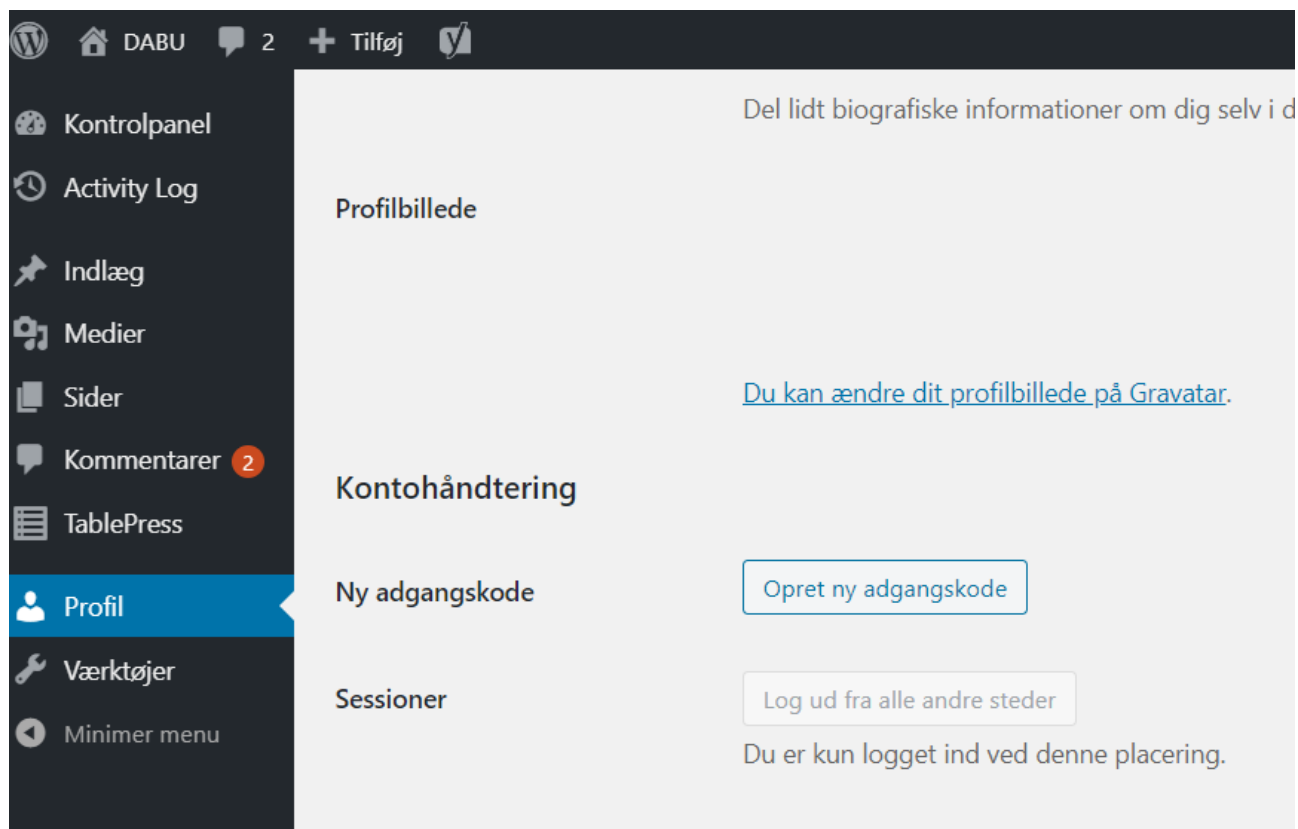 DABU 2 Tilføj
Kontrolpanel
Activity Log
Indlæg
Medier
Sider
Kommentarer 2
TablePress
Profil
Værktøjer
Minimer menu
Del lidt biografiske informationer om dig selv i d
Profilbillede
Du kan ændre dit profilbillede på Gravatar.
Kontohåndtering
Ny adgangskode
Opret ny adgangskode
Sessioner
Log ud fra alle andre steder
Du er kun logget ind ved denne placering.